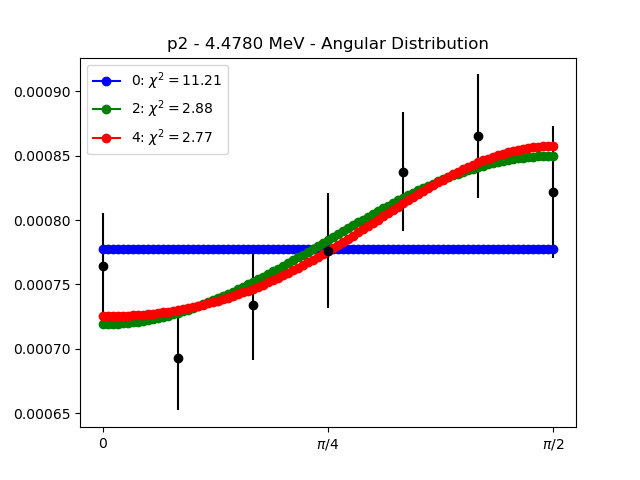 p2 - 4.4780 MeV - Angular Distribution
0: χ² = 11.21
2: χ² = 2.88
4: χ² = 2.77
0.00090
0.00085
0.00080
0.00075
0.00070
0.00065
0 π/4 π/2